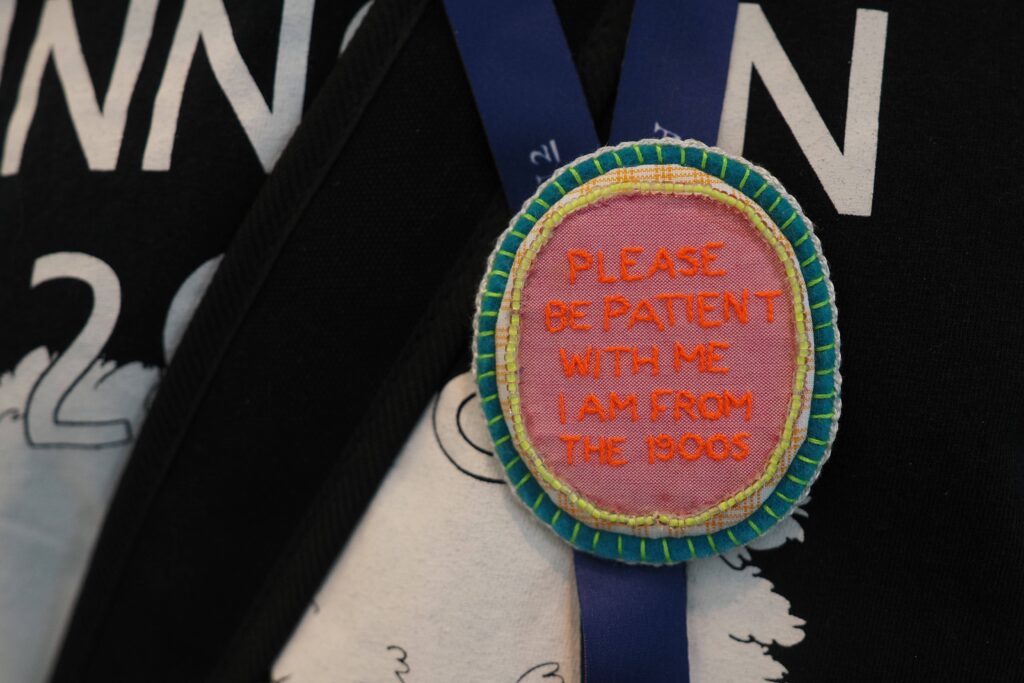 PLEASE
BE PATIENT
WITH ME
I AM FROM
THE 1900S